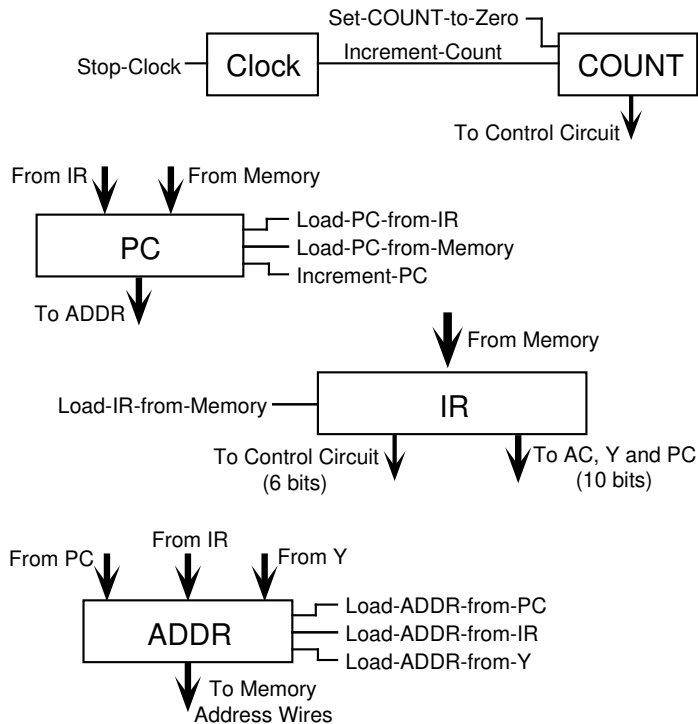 Set-COUNT-to-Zero
Stop-Clock
Clock
Increment-Count
COUNT
To Control Circuit
From IR
From Memory
PC
Load-PC-from-IR
Load-PC-from-Memory
Increment-PC
To ADDR
From Memory
Load-IR-from-Memory
IR
To Control Circuit
(6 bits)
To AC, Y and PC
(10 bits)
From PC
From IR
From Y
ADDR
Load-ADDR-from-PC
Load-ADDR-from-IR
Load-ADDR-from-Y
To Memory
Address Wires